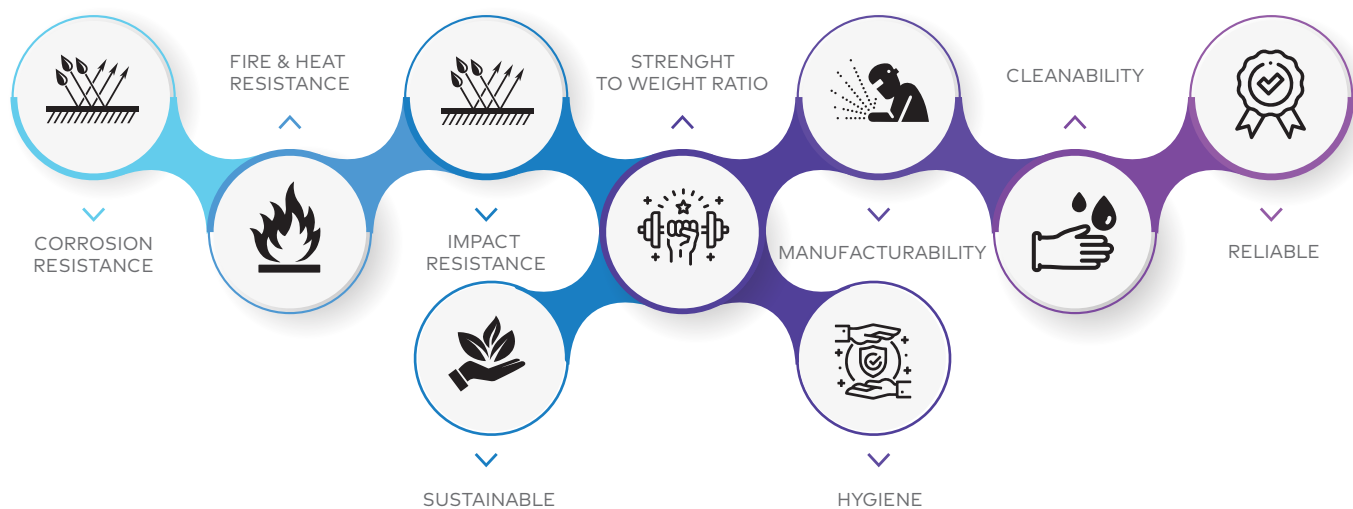 FIRE & HEAT
RESISTANCE
STRENGHT
TO WEIGHT RATIO
CLEANABILITY
CORROSION
RESISTANCE
IMPACT
RESISTANCE
MANUFACTURABILITY
RELIABLE
SUSTAINABLE
HYGIENE